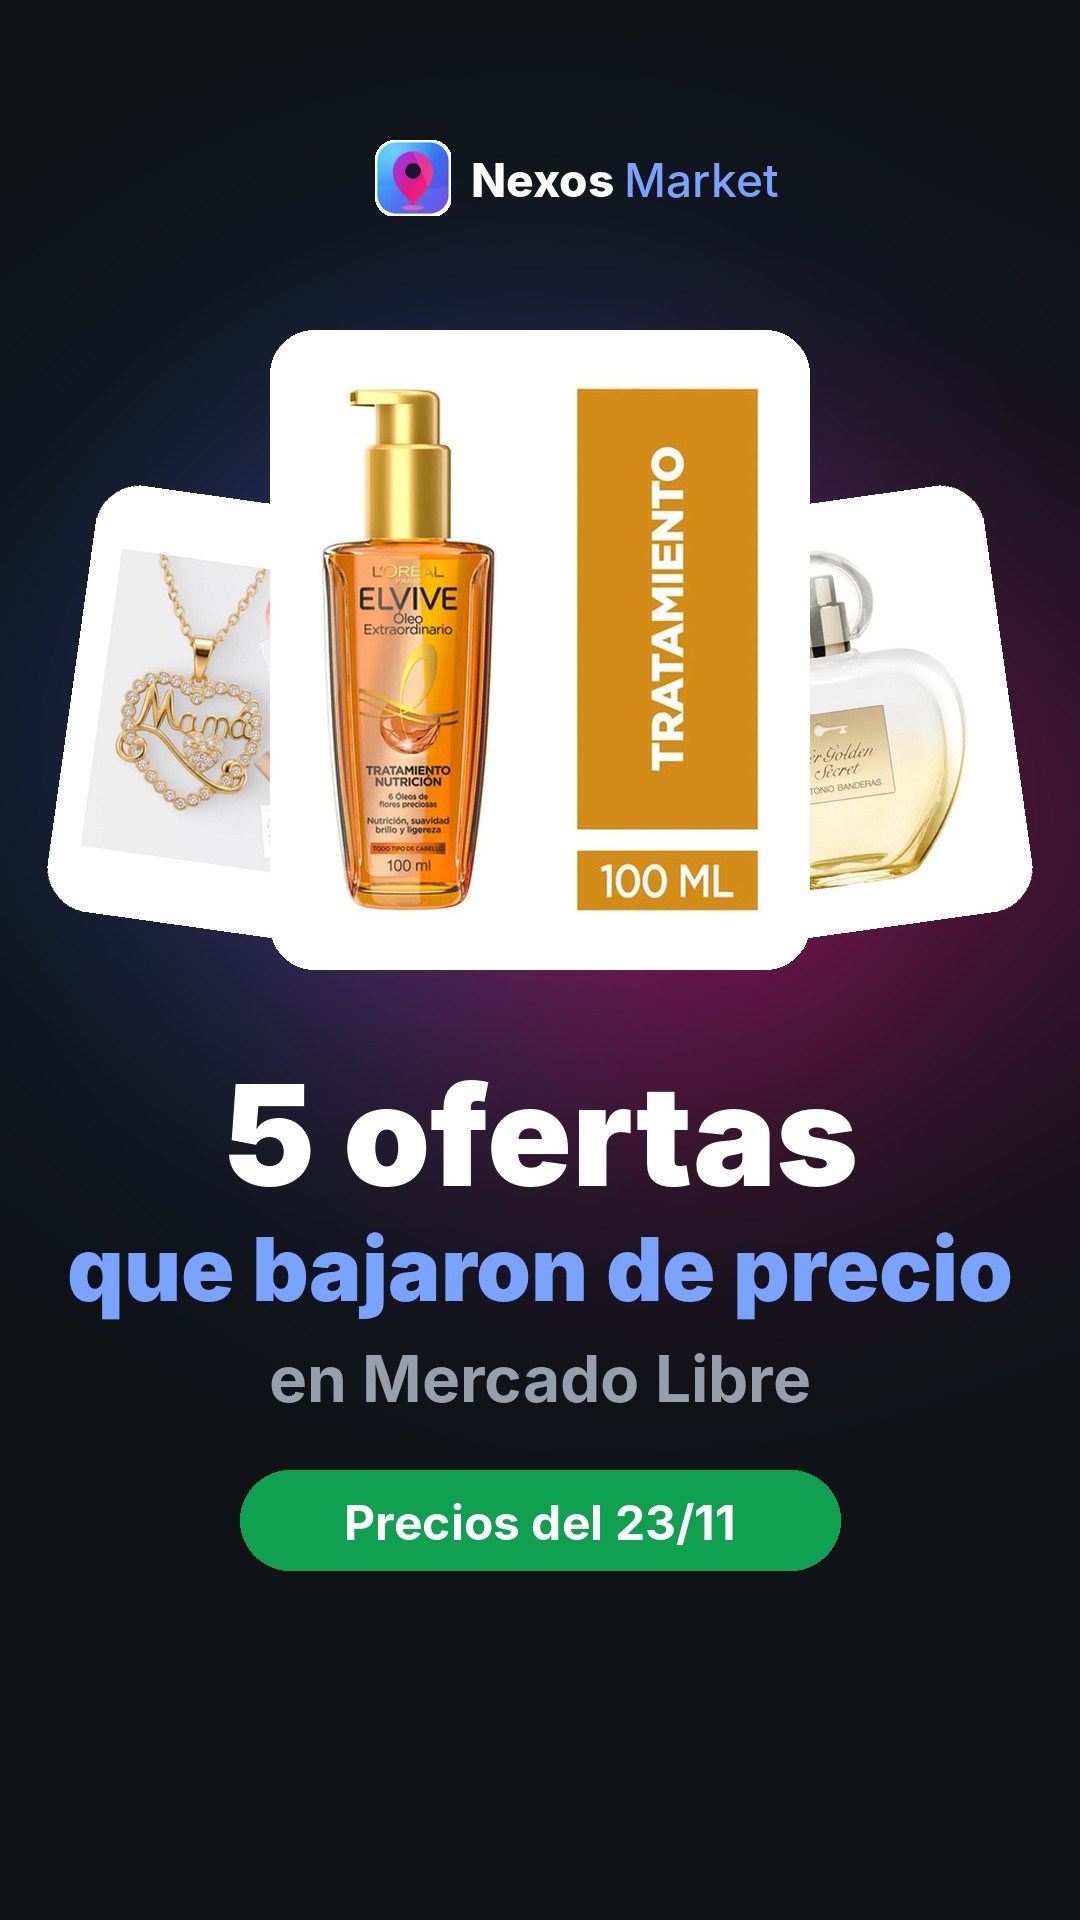 Nexos Market
Mamá
L'ORÉAL
PARIS
ELVIVE
Óleo
Extraordinario
TRATAMIENTO
NUTRICIÓN
6 Óleos de
flores preciosas
Nutrición, suavidad
brillo y ligereza
TODO TIPO DE CABELLO
100 ml
TRATAMIENTO
100 ML
Golden
Secret
BANDERAS
5 ofertas
que bajaron de precio
en Mercado Libre
Precios del 23/11